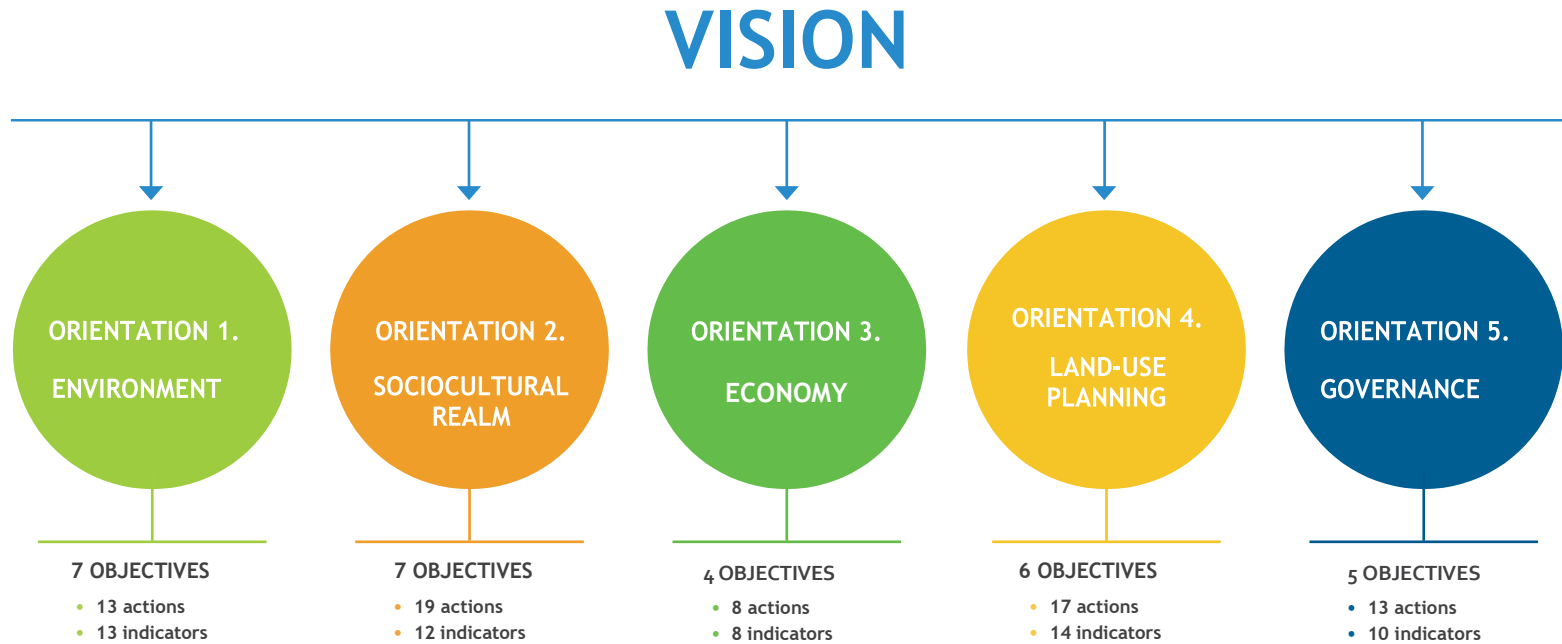 VISION
ORIENTATION 1.
ENVIRONMENT
7 OBJECTIVES
• 13 actions
• 13 indicators
ORIENTATION 2.
SOCIOCULTURAL
REALM
7 OBJECTIVES
• 19 actions
• 12 indicators
ORIENTATION 3.
ECONOMY
4 OBJECTIVES
• 8 actions
• 8 indicators
ORIENTATION 4.
LAND-USE
PLANNING
6 OBJECTIVES
• 17 actions
• 14 indicators
ORIENTATION 5.
GOVERNANCE
5 OBJECTIVES
• 13 actions
• 10 indicators